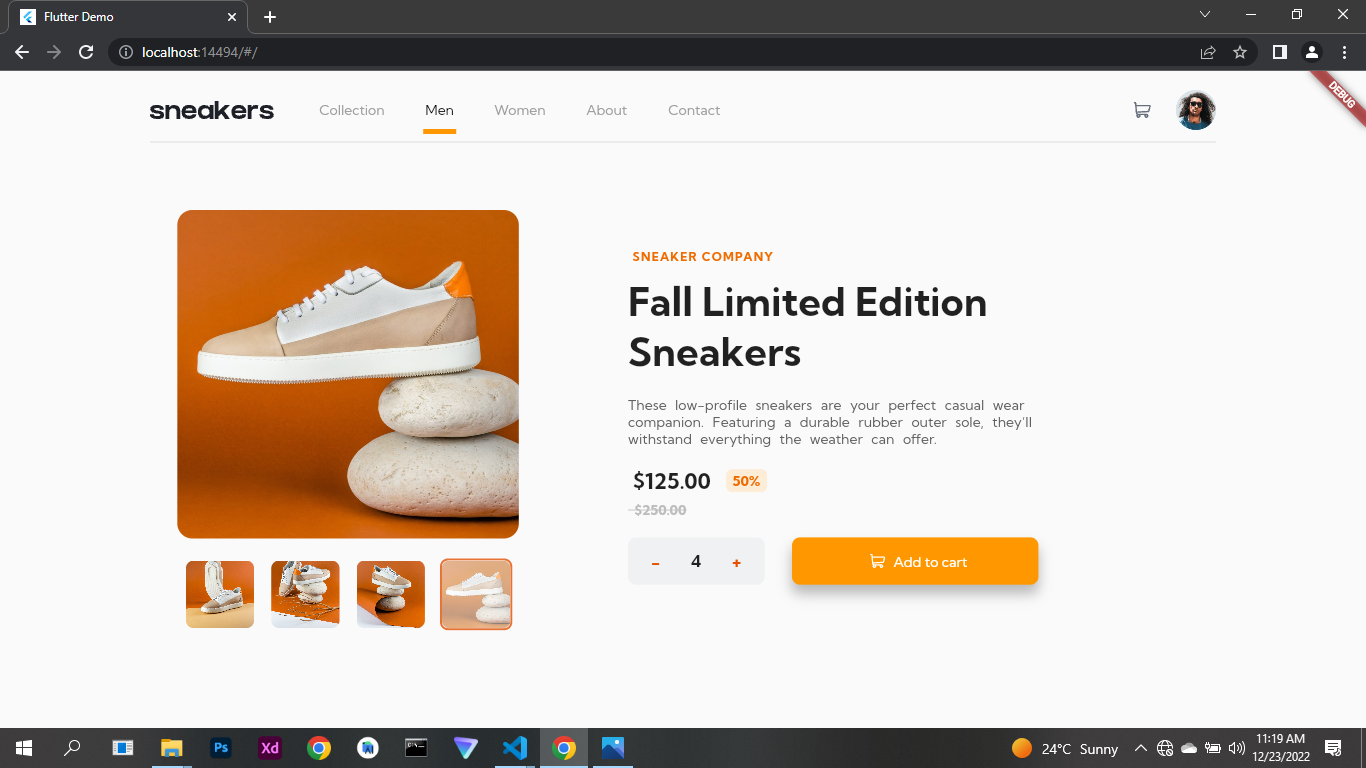 Flutter Demo
localhost:14494/#/
DEBUG
sneakers Collection Men Women About Contact
SNEAKER COMPANY
Fall Limited Edition
Sneakers
These low-profile sneakers are your perfect casual wear
companion. Featuring a durable rubber outer sole, they'll
withstand everything the weather can offer.
$125.00 50%
$250.00
- 4 + Add to cart
Ps Xd 24°C Sunny
11:19 AM
12/23/2022